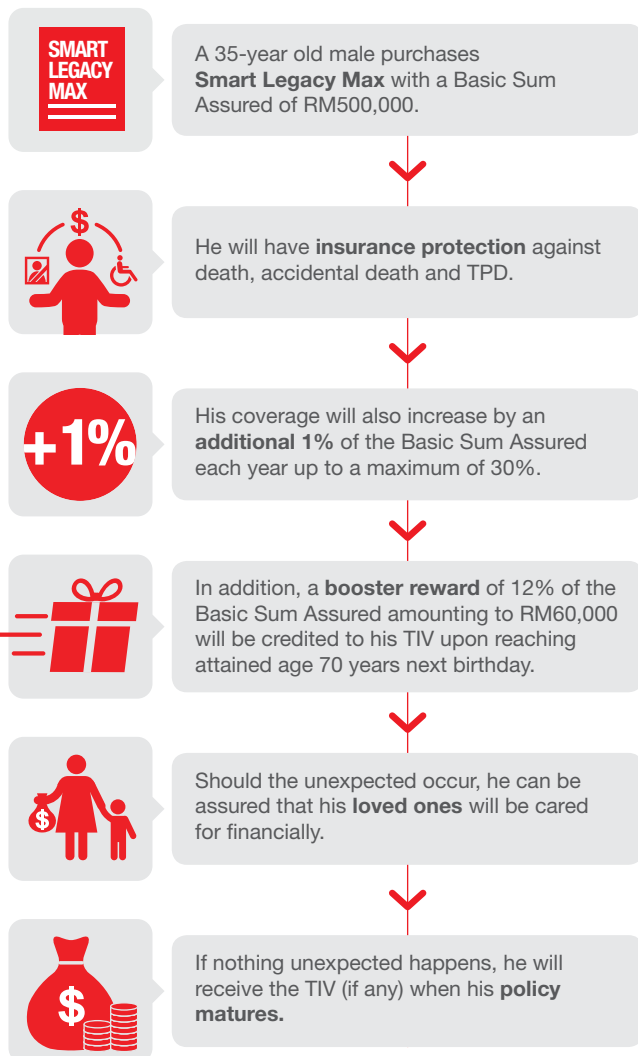 SMART
LEGACY
MAX
A 35-year old male purchases
Smart Legacy Max with a Basic Sum
Assured of RM500,000.
$
He will have insurance protection against
death, accidental death and TPD.
+1%
His coverage will also increase by an
additional 1% of the Basic Sum Assured
each year up to a maximum of 30%.
In addition, a booster reward of 12% of the
Basic Sum Assured amounting to RM60,000
will be credited to his TIV upon reaching
attained age 70 years next birthday.
$
Should the unexpected occur, he can be
assured that his loved ones will be cared
for financially.
$
If nothing unexpected happens, he will
receive the TIV (if any) when his policy
matures.